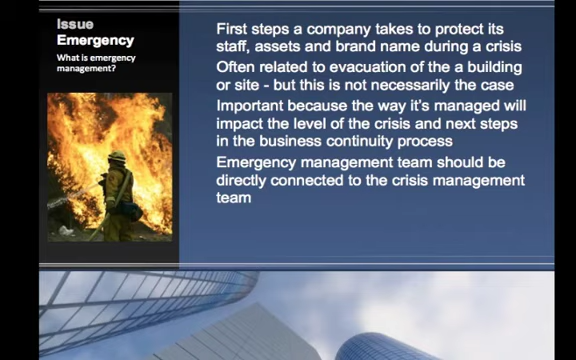 Issue
Emergency
What is emergency
management?
First steps a company takes to protect its
staff, assets and brand name during a crisis
Often related to evacuation of the a building
or site - but this is not necessarily the case
Important because the way it's managed will
impact the level of the crisis and next steps
in the business continuity process
Emergency management team should be
directly connected to the crisis management
team